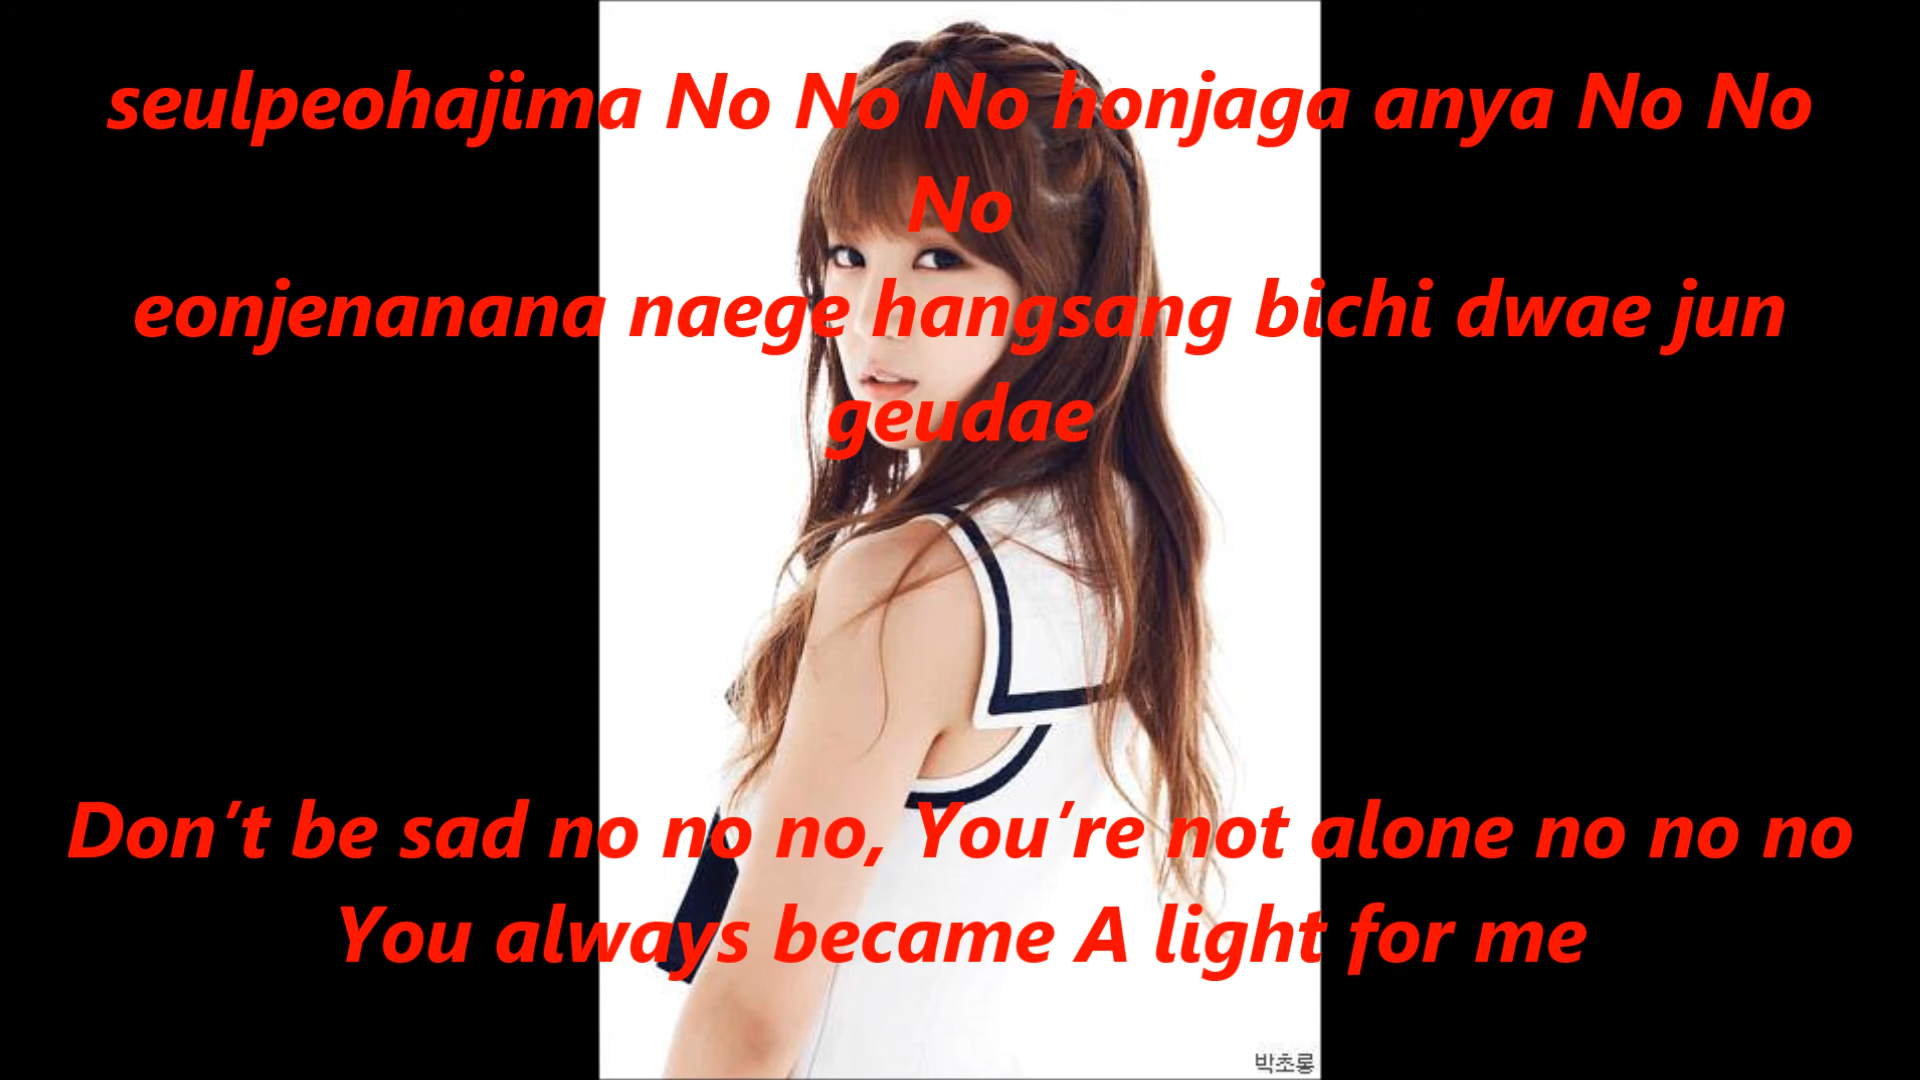 seulpeohajima No No No honjaga anya No No
No
eonjenanana naege hangsang bichi dwae jun
geudae
Don't be sad no no no, You're not alone no no no
You always became A light for me
박초롱